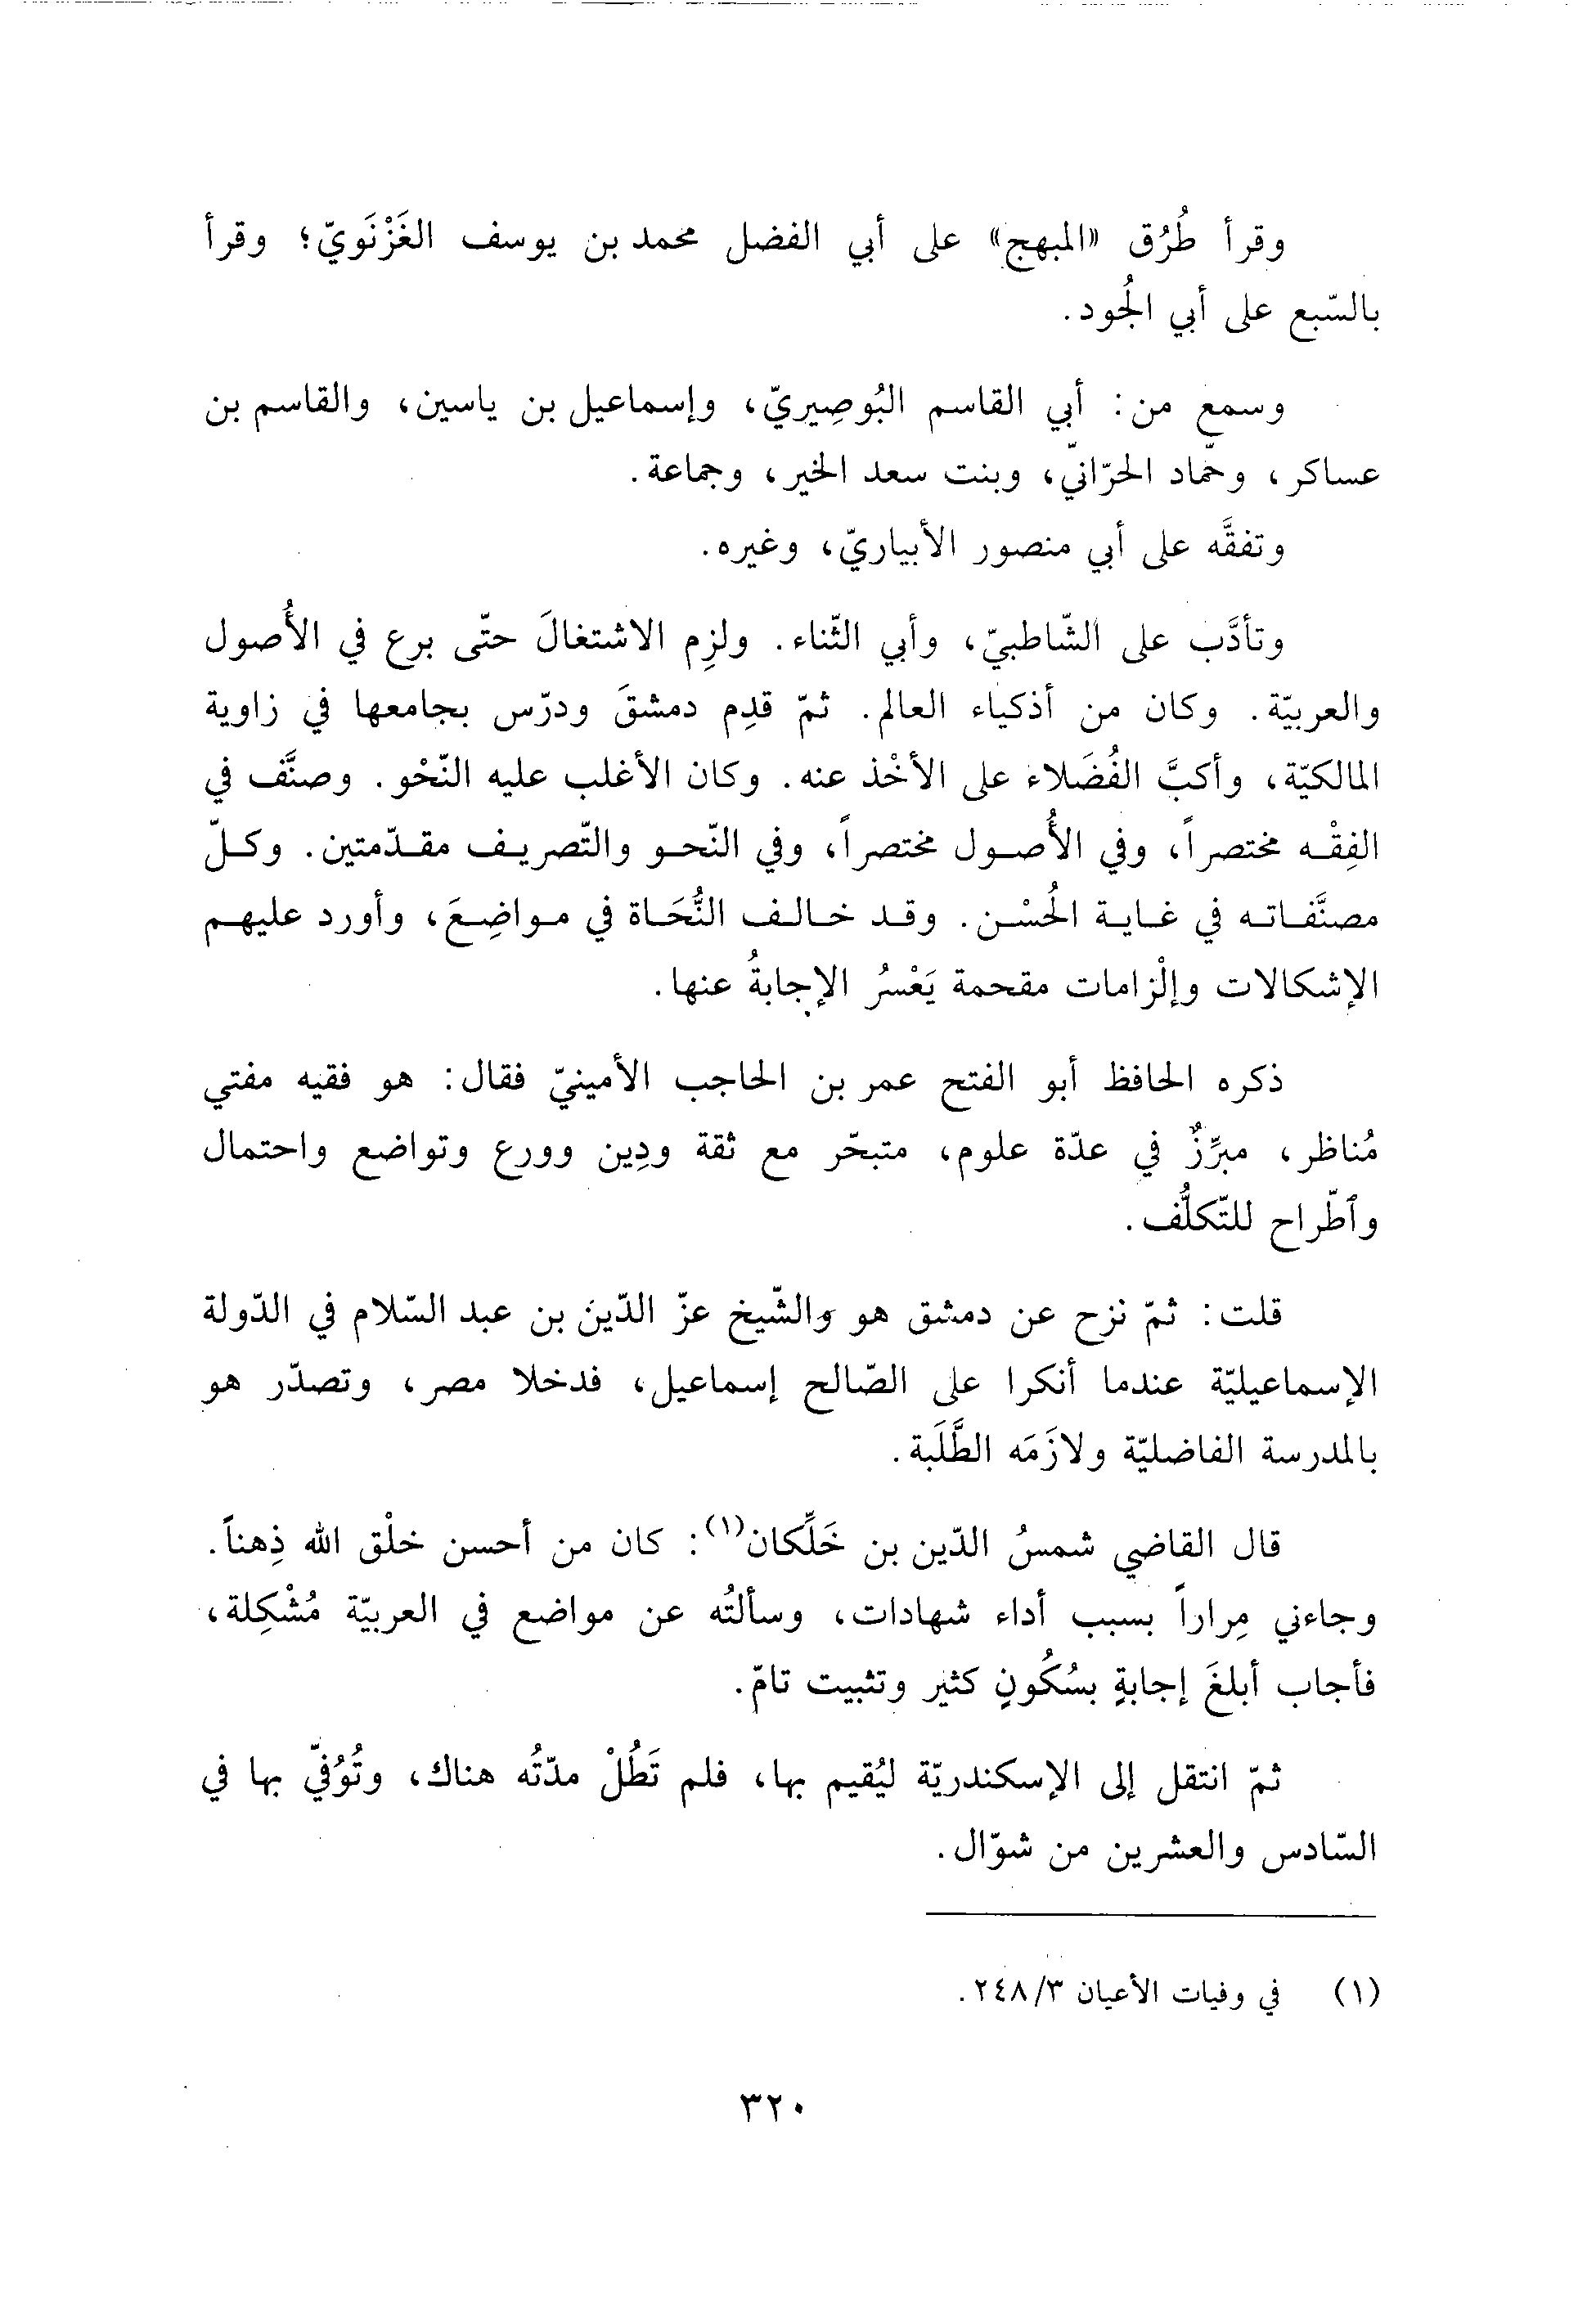 وقرأ طُرُق «المبهج» على أبي الفضل محمد بن يوسف الغَزْنَويّ؛ وقرأ
بالسّبع على أبي الجُود.
وسمع من: أبي القاسم البُوصِيريّ، وإسماعيل بن ياسين، والقاسم بن
عساكر، وحمّاد الحرّانيّ، وبنت سعد الخير، وجماعة.
وتفقَّه على أبي منصور الأبياريّ، وغيره.
وتأدَّب على الشّاطبيّ، وأبي الثّناء. ولزِم الاشتغالَ حتّى برع في الأُصول
والعربيّة. وكان من أذكياء العالم. ثمّ قدِم دمشقَ ودرّس بجامعها في زاوية
المالكيّة، وأكبَّ الفُضَلاء على الأخْذ عنه. وكان الأغلب عليه النّحْو. وصنَّف في
الفِقْه مختصراً، وفي الأُصول مختصراً، وفي النّحو والتّصريف مقدّمتين. وكلّ
مصنَّفاته في غاية الحُسْن. وقد خالف النُّحَاة في مواضِعَ، وأورد عليهم
الإشكالات وإلْزامات مقحمة يَعْسُر الإجابةُ عنها.
ذكره الحافظ أبو الفتح عمر بن الحاجب الأمينيّ فقال: هو فقيه مفتي
مُناظر، مبرِّزٌ في عدّة علوم، متبحّر مع ثقة ودِين وورع وتواضع واحتمال
وٱطّراح للتّكلُّف.
قلت: ثمّ نزح عن دمشق هو والشّيخ عزّ الدّين بن عبد السّلام في الدّولة
الإسماعيليّة عندما أنكرا على الصّالح إسماعيل، فدخلا مصر، وتصدّر هو
بالمدرسة الفاضليّة ولازَمَه الطَّلَبة.
قال القاضي شمسُ الدّين بن خَلِّكان(١): كان من أحسن خلْق الله ذِهناً.
وجاءني مِراراً بسبب أداء شهادات، وسألتُه عن مواضع في العربيّة مُشْكِلة،
فأجاب أبلغَ إجابةٍ بسُكُونٍ كثير وتثبيت تامّ.
ثمّ انتقل إلى الإسكندريّة ليُقيم بها، فلم تَطُلْ مدّتُه هناك، وتُوُفّي بها في
السّادس والعشرين من شوّال.
(١) في وفيات الأعيان ٢٤٨/٣.
٣٢٠